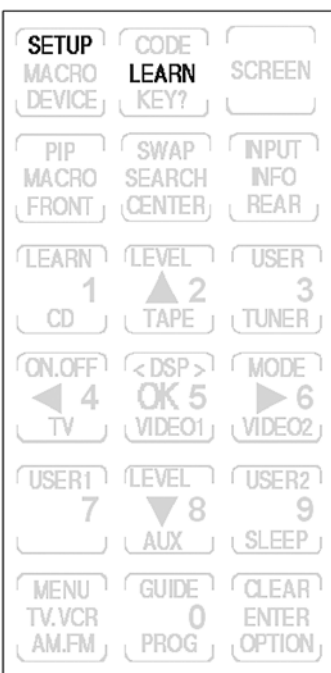 SETUP CODE
MACRO LEARN SCREEN
DEVICE KEY?
PIP SWAP INPUT
MACRO SEARCH INFO
FRONT CENTER REAR
LEARN LEVEL USER
1 ▲ 2 3
CD TAPE TUNER
ON.OFF <DSP> MODE
◀ 4 OK 5 ▶ 6
TV VIDEO1 VIDEO2
USER1 LEVEL USER2
7 ▼ 8 9
AUX SLEEP
MENU GUIDE CLEAR
TV.VCR 0 ENTER
AM.FM PROG OPTION